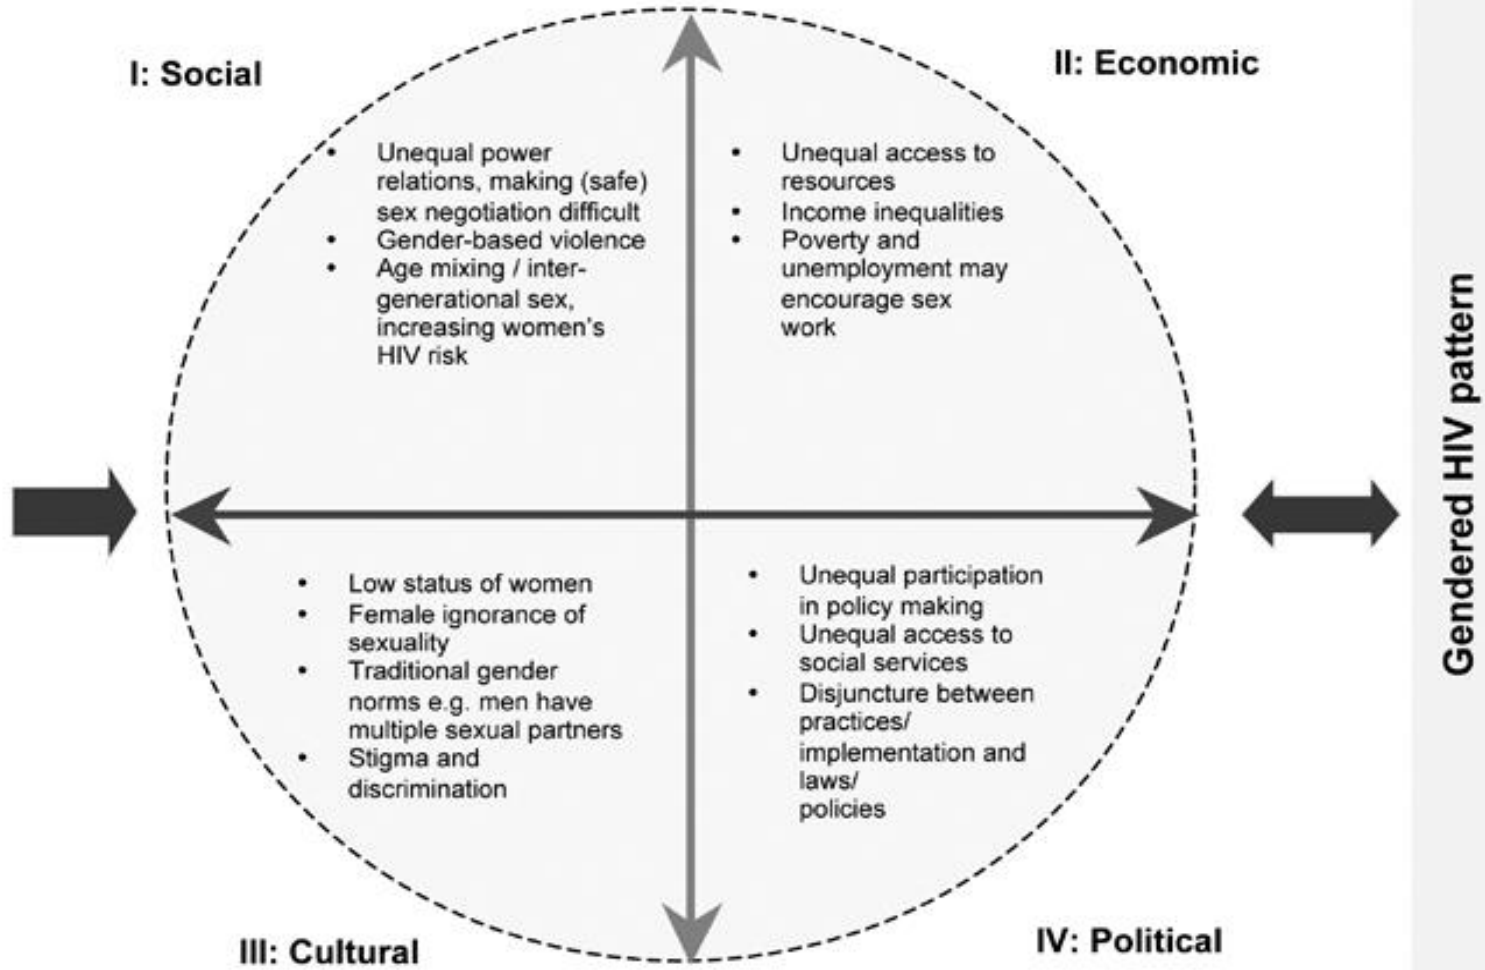 I: Social
II: Economic
• Unequal power
relations, making (safe)
sex negotiation difficult
• Gender-based violence
• Age mixing / inter-
generational sex,
increasing women's
HIV risk
• Unequal access to
resources
• Income inequalities
• Poverty and
unemployment may
encourage sex
work
• Low status of women
• Female ignorance of
sexuality
• Traditional gender
norms e.g. men have
multiple sexual partners
• Stigma and
discrimination
• Unequal participation
in policy making
• Unequal access to
social services
• Disjuncture between
practices/
implementation and
laws/
policies
III: Cultural
IV: Political
Gendered HIV pattern